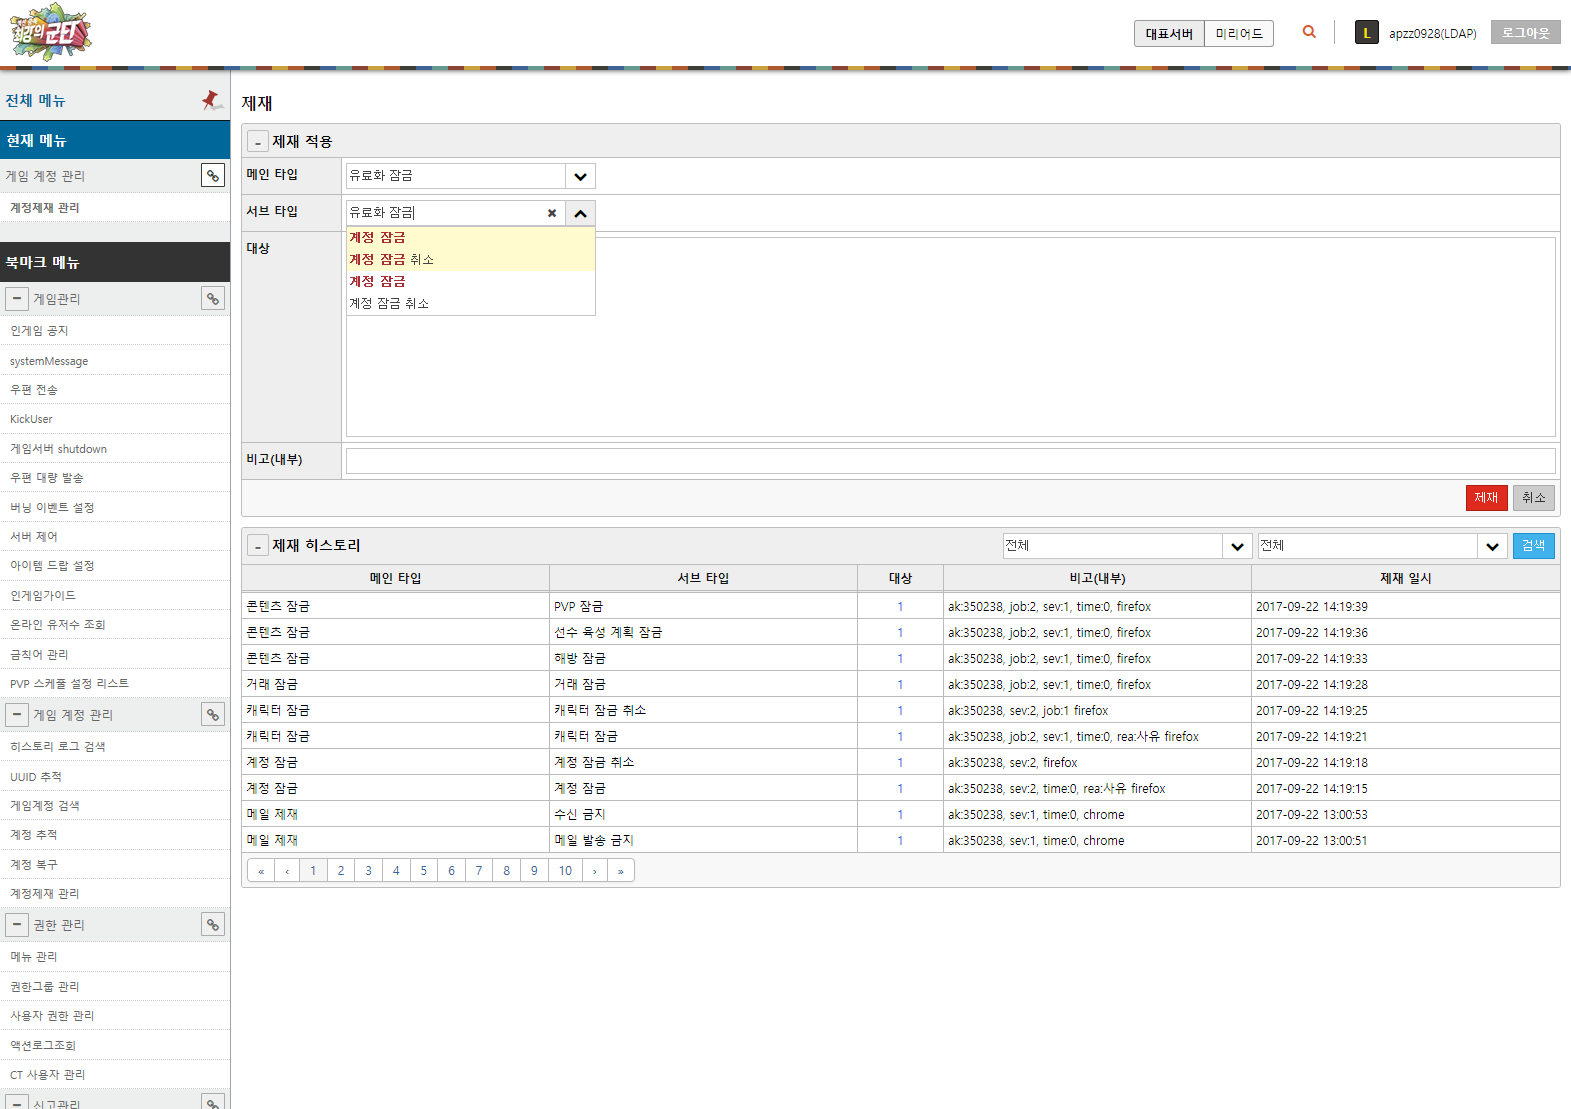 최강의 군단
대표서버 미리어드 L apzz0928(LDAP) 로그아웃
전체 메뉴
현재 메뉴
게임 계정 관리
계정제재 관리
북마크 메뉴
게임관리
인게임 공지
systemMessage
우편 전송
KickUser
게임서버 shutdown
우편 대량 발송
버닝 이벤트 설정
서버 제어
아이템 드랍 설정
인게임가이드
온라인 유저수 조회
금칙어 관리
PVP 스케쥴 설정 리스트
게임 계정 관리
히스토리 로그 검색
UUID 추적
게임계정 검색
계정 추적
계정 복구
계정제재 관리
권한 관리
메뉴 관리
권한그룹 관리
사용자 권한 관리
액션로그조회
CT 사용자 관리
신고관리
제재
제재 적용
메인 타입 유료화 잠금
서브 타입 유료화 잠금
계정 잠금
계정 잠금 취소
계정 잠금
계정 잠금 취소
대상
비고(내부)
제재 취소
제재 히스토리 전체 전체 검색
메인 타입 서브 타입 대상 비고(내부) 제재 일시
콘텐츠 잠금 PVP 잠금 1 ak:350238, job:2, sev:1, time:0, firefox 2017-09-22 14:19:39
콘텐츠 잠금 선수 육성 계획 잠금 1 ak:350238, job:2, sev:1, time:0, firefox 2017-09-22 14:19:36
콘텐츠 잠금 해방 잠금 1 ak:350238, job:2, sev:1, time:0, firefox 2017-09-22 14:19:33
거래 잠금 거래 잠금 1 ak:350238, job:2, sev:1, time:0, firefox 2017-09-22 14:19:28
캐릭터 잠금 캐릭터 잠금 취소 1 ak:350238, sev:2, job:1 firefox 2017-09-22 14:19:25
캐릭터 잠금 캐릭터 잠금 1 ak:350238, job:2, sev:1, time:0, rea:사유 firefox 2017-09-22 14:19:21
계정 잠금 계정 잠금 취소 1 ak:350238, sev:2, firefox 2017-09-22 14:19:18
계정 잠금 계정 잠금 1 ak:350238, sev:2, time:0, rea:사유 firefox 2017-09-22 14:19:15
메일 제재 수신 금지 1 ak:350238, sev:1, time:0, chrome 2017-09-22 13:00:53
메일 제재 메일 발송 금지 1 ak:350238, sev:1, time:0, chrome 2017-09-22 13:00:51
« ‹ 1 2 3 4 5 6 7 8 9 10 › »